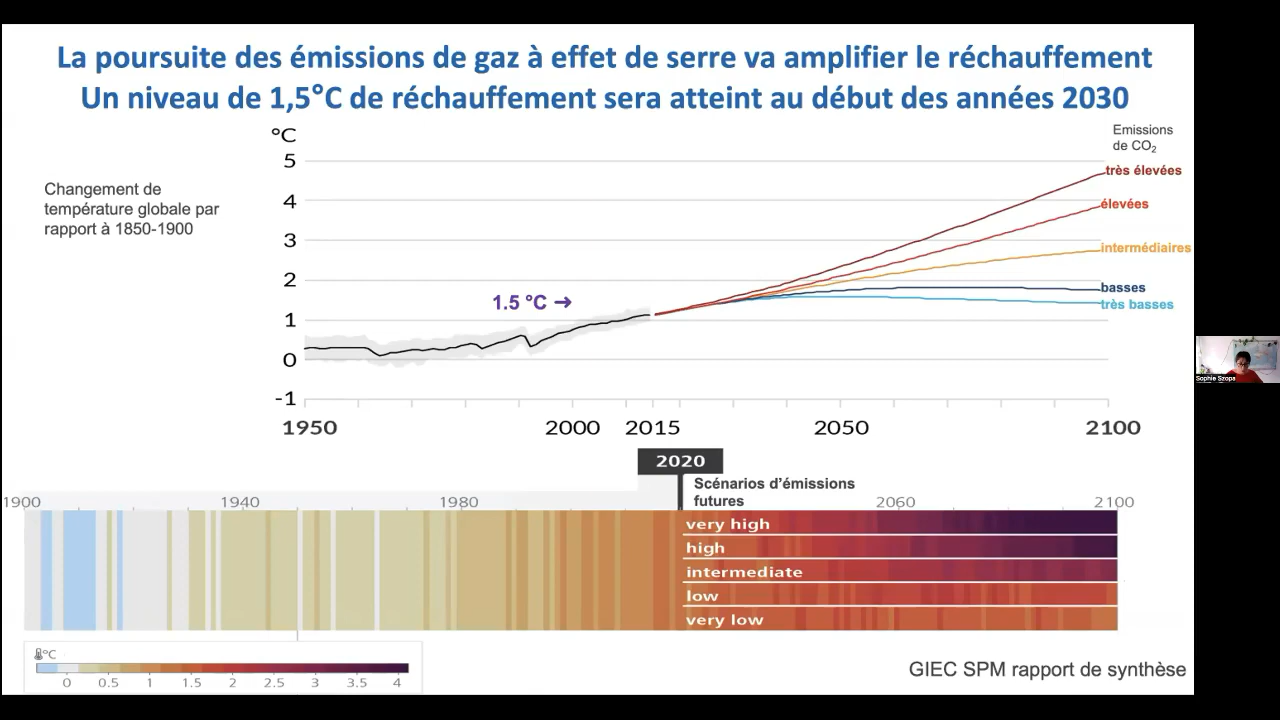 La poursuite des émissions de gaz à effet de serre va amplifier le réchauffement
Un niveau de 1,5°C de réchauffement sera atteint au début des années 2030
Changement de
température globale par
rapport à 1850-1900
°C
5
4
3
2
1
0
-1
1.5 °C →
Emissions
de CO₂
très élevées
élevées
intermédiaires
basses
très basses
1950
2000
2015
2050
2100
2020
Scénarios d’émissions
futures
1900
1940
1980
2060
2100
very high
high
intermediate
low
very low
°C
0 0.5 1 1.5 2 2.5 3 3.5 4
GIEC SPM rapport de synthèse
Sophie Szopa